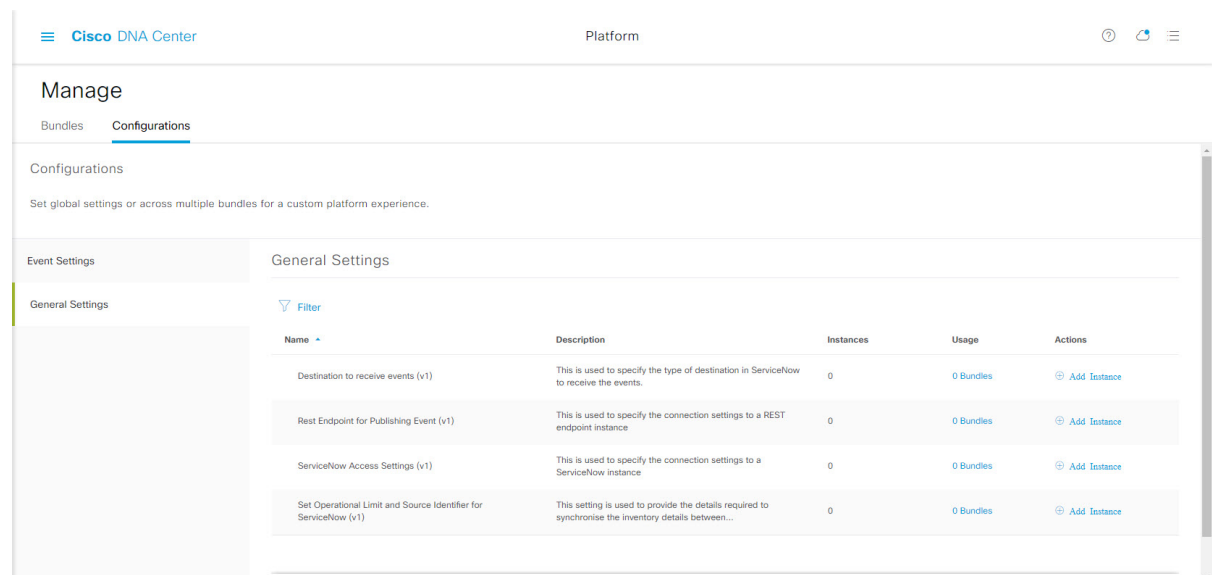 Cisco DNA Center
Platform
Manage
Bundles
Configurations
Configurations
Set global settings or across multiple bundles for a custom platform experience.
Event Settings
General Settings
General Settings
Filter
Name Description Instances Usage Actions
Destination to receive events (v1)
This is used to specify the type of destination in ServiceNow
to receive the events.
0
0 Bundles
Add Instance
Rest Endpoint for Publishing Event (v1)
This is used to specify the connection settings to a REST
endpoint instance
0
0 Bundles
Add Instance
ServiceNow Access Settings (v1)
This is used to specify the connection settings to a
ServiceNow instance
0
0 Bundles
Add Instance
Set Operational Limit and Source Identifier for
ServiceNow (v1)
This setting is used to provide the details required to
synchronise the inventory details between...
0
0 Bundles
Add Instance